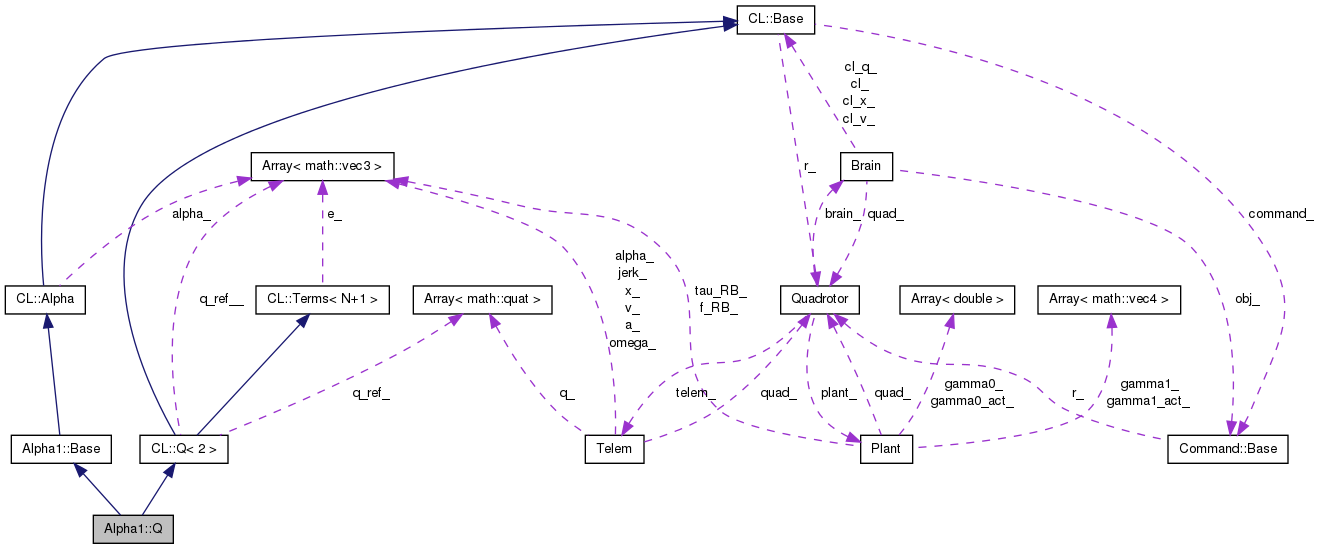 CL::Base
cl_q_
cl_
cl_x_
cl_v_
Array< math::vec3 >
r_
Brain
alpha_
e_
brain_
quad_
command_
alpha_
jerk_
x_
v_
a_
omega_
CL::Alpha
q_ref__
CL::Terms< N+1 >
Array< math::quat >
tau_RB_
f_RB_
Quadrotor
Array< double >
Array< math::vec4 >
obj_
q_ref_
q_
telem_
quad_
plant_
quad_
gamma0_
gamma0_act_
gamma1_
gamma1_act_
r_
Alpha1::Base
CL::Q< 2 >
Telem
Plant
Command::Base
Alpha1::Q